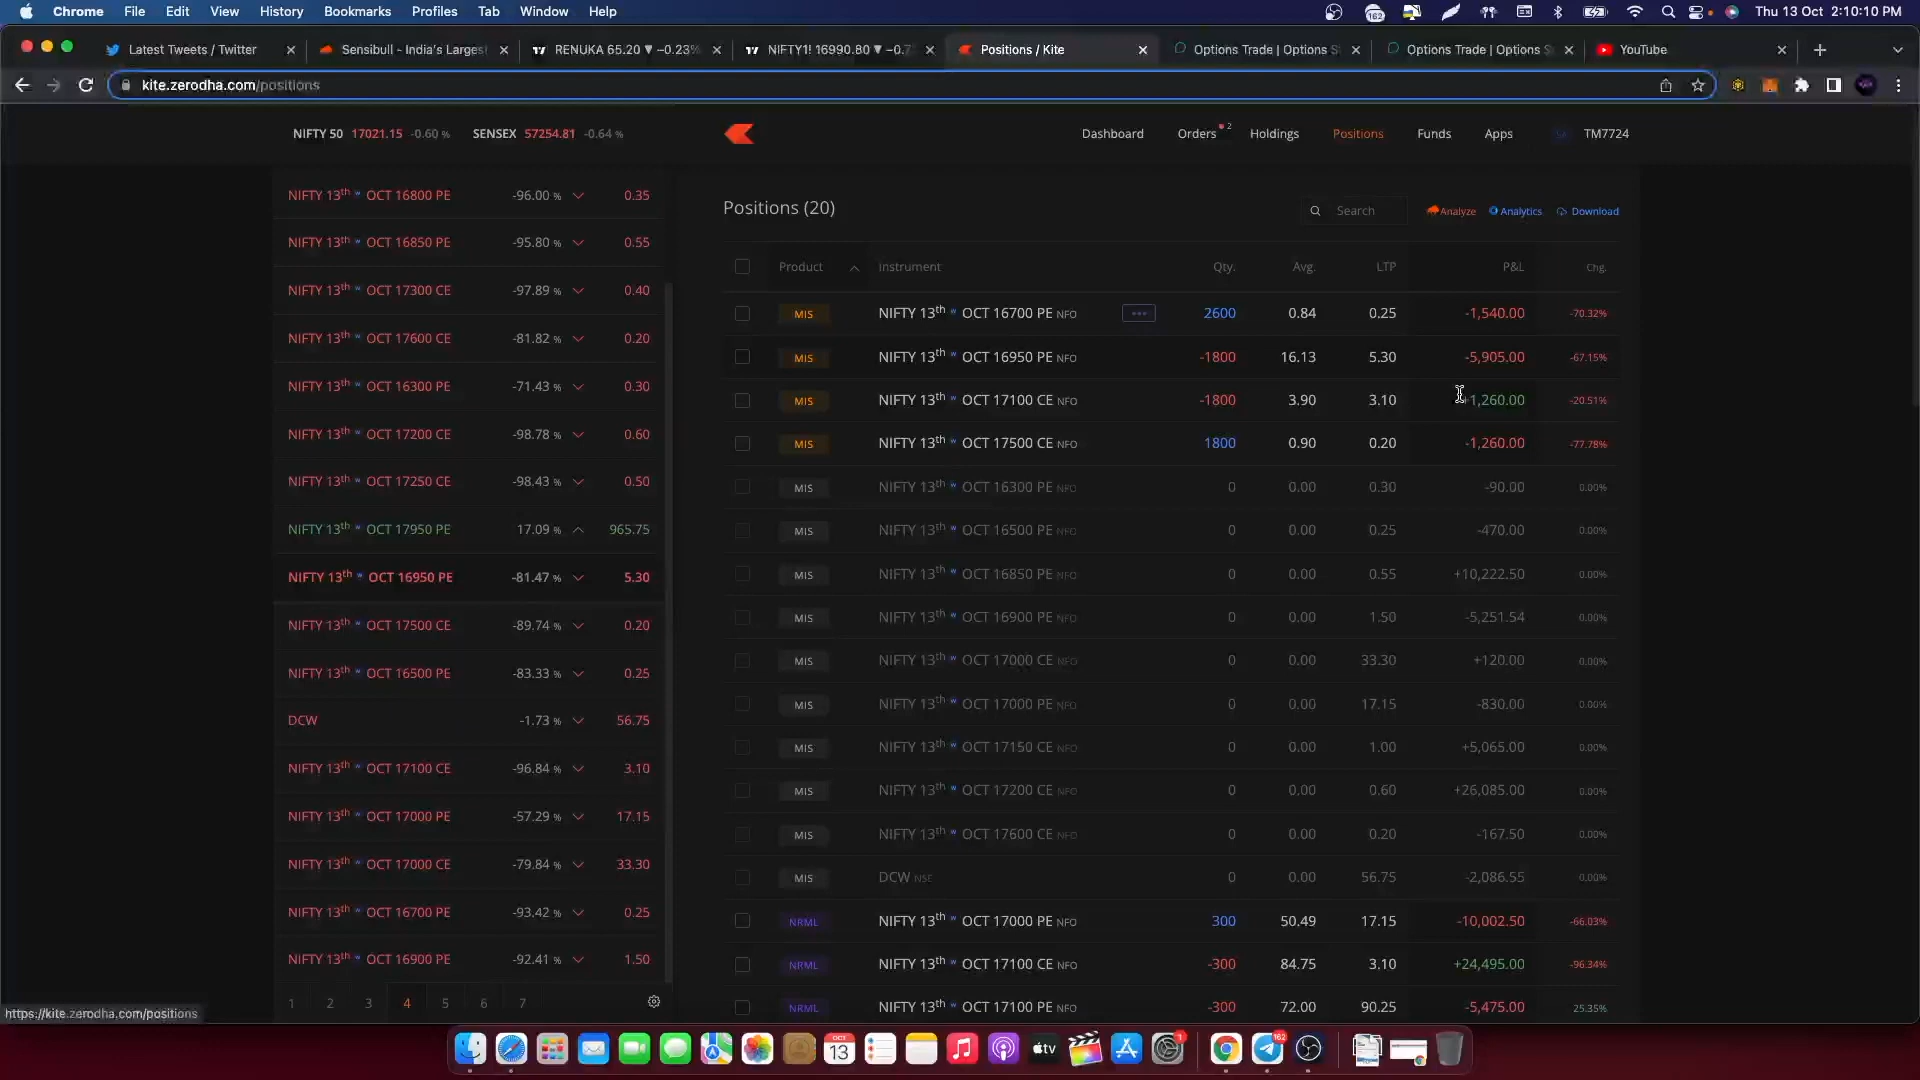 Chrome File Edit View History Bookmarks Profiles Tab Window Help 162 Thu 13 Oct 2:10:10 PM
Latest Tweets / Twitter Sensibull - India's Largest RENUKA 65.20 ▼ −0.23% NIFTY1! 16990.80 ▼ −0.7 Positions / Kite Options Trade | Options S Options Trade | Options S YouTube
kite.zerodha.com/positions
NIFTY 50 17021.15 -0.60 % SENSEX 57254.81 -0.64 % Dashboard Orders 2 Holdings Positions Funds Apps TM7724
NIFTY 13th w OCT 16800 PE -96.00 % 0.35
NIFTY 13th w OCT 16850 PE -95.80 % 0.55
NIFTY 13th w OCT 17300 CE -97.89 % 0.40
NIFTY 13th w OCT 17600 CE -81.82 % 0.20
NIFTY 13th w OCT 16300 PE -71.43 % 0.30
NIFTY 13th w OCT 17200 CE -98.78 % 0.60
NIFTY 13th w OCT 17250 CE -98.43 % 0.50
NIFTY 13th w OCT 17950 PE 17.09 % 965.75
NIFTY 13th w OCT 16950 PE -81.47 % 5.30
NIFTY 13th w OCT 17500 CE -89.74 % 0.20
NIFTY 13th w OCT 16500 PE -83.33 % 0.25
DCW -1.73 % 56.75
NIFTY 13th w OCT 17100 CE -96.84 % 3.10
NIFTY 13th w OCT 17000 PE -57.29 % 17.15
NIFTY 13th w OCT 17000 CE -79.84 % 33.30
NIFTY 13th w OCT 16700 PE -93.42 % 0.25
NIFTY 13th w OCT 16900 PE -92.41 % 1.50
1 2 3 4 5 6 7
Positions (20) Search Analyze Analytics Download
Product Instrument Qty. Avg. LTP P&L Chg.
MIS NIFTY 13th w OCT 16700 PE NFO 2600 0.84 0.25 -1,540.00 -70.32%
MIS NIFTY 13th w OCT 16950 PE NFO -1800 16.13 5.30 -5,905.00 -67.15%
MIS NIFTY 13th w OCT 17100 CE NFO -1800 3.90 3.10 +1,260.00 -20.51%
MIS NIFTY 13th w OCT 17500 CE NFO 1800 0.90 0.20 -1,260.00 -77.78%
MIS NIFTY 13th w OCT 16300 PE NFO 0 0.00 0.30 -90.00 0.00%
MIS NIFTY 13th w OCT 16500 PE NFO 0 0.00 0.25 -470.00 0.00%
MIS NIFTY 13th w OCT 16850 PE NFO 0 0.00 0.55 +10,222.50 0.00%
MIS NIFTY 13th w OCT 16900 PE NFO 0 0.00 1.50 -5,251.54 0.00%
MIS NIFTY 13th w OCT 17000 CE NFO 0 0.00 33.30 +120.00 0.00%
MIS NIFTY 13th w OCT 17000 PE NFO 0 0.00 17.15 -830.00 0.00%
MIS NIFTY 13th w OCT 17150 CE NFO 0 0.00 1.00 +5,065.00 0.00%
MIS NIFTY 13th w OCT 17200 CE NFO 0 0.00 0.60 +26,085.00 0.00%
MIS NIFTY 13th w OCT 17600 CE NFO 0 0.00 0.20 -167.50 0.00%
MIS DCW NSE 0 0.00 56.75 -2,086.55 0.00%
NRML NIFTY 13th w OCT 17000 PE NFO 300 50.49 17.15 -10,002.50 -66.03%
NRML NIFTY 13th w OCT 17100 CE NFO -300 84.75 3.10 +24,495.00 -96.34%
NRML NIFTY 13th w OCT 17100 PE NFO -300 72.00 90.25 -5,475.00 25.35%
https://kite.zerodha.com/positions
OCT 13 tv 1 162